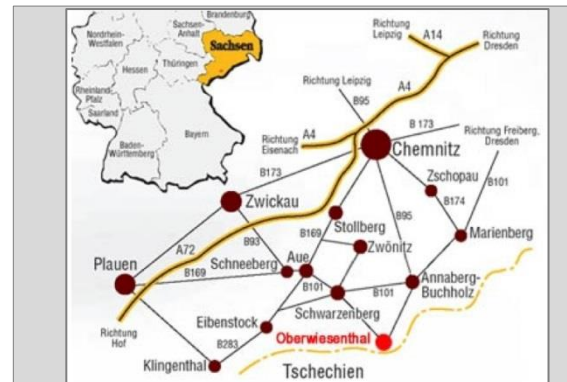 Brandenburg
Nordrhein-
Westfalen
Sachsen-
Anhalt
Sachsen
Hessen
Thüringen
Rheinland-
Pfalz
Saarland
Baden-
Württemberg
Bayern
Richtung
Leipzig
A14
Richtung
Dresden
Richtung Leipzig
A4
B95
B 173
Richtung
Eisenach
A4
Chemnitz
Richtung Freiberg,
Dresden
B173
Zschopau
B101
B174
Zwickau
Stollberg
B95
Marienberg
B93
B169
Zwönitz
A72
Plauen
Schneeberg
Aue
B169
B101
B101
Annaberg-
Buchholz
Schwarzenberg
Richtung
Hof
Eibenstock
Oberwiesenthal
B283
Klingenthal
Tschechien